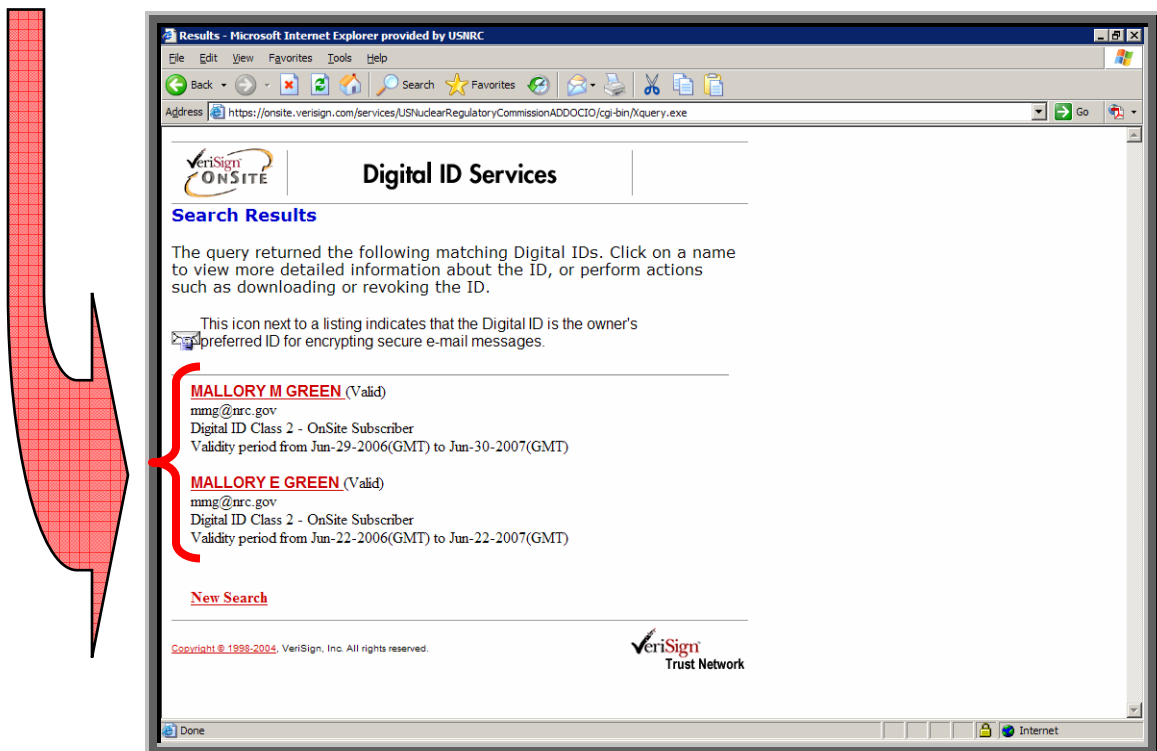 Results - Microsoft Internet Explorer provided by USNRC
File Edit View Favorites Tools Help
Back Search Favorites
Address https://onsite.verisign.com/services/USNuclearRegulatoryCommissionADDOCIO/cgi-bin/Xquery.exe Go
VeriSign ONSITE
Digital ID Services
Search Results
The query returned the following matching Digital IDs. Click on a name
to view more detailed information about the ID, or perform actions
such as downloading or revoking the ID.
This icon next to a listing indicates that the Digital ID is the owner's
preferred ID for encrypting secure e-mail messages.
MALLORY M GREEN (Valid)
mmg@nrc.gov
Digital ID Class 2 - OnSite Subscriber
Validity period from Jun-29-2006(GMT) to Jun-30-2007(GMT)
MALLORY E GREEN (Valid)
mmg@nrc.gov
Digital ID Class 2 - OnSite Subscriber
Validity period from Jun-22-2006(GMT) to Jun-22-2007(GMT)
New Search
Copyright © 1998-2004, VeriSign, Inc. All rights reserved.
VeriSign
Trust Network
Done Internet